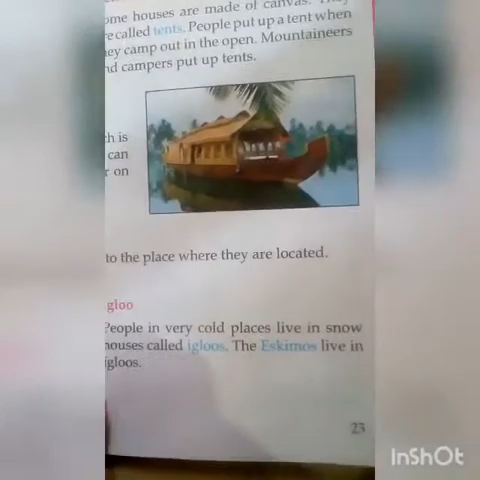 ome houses are made of canvas. They
re called tents. People put up a tent when
ey camp out in the open. Mountaineers
nd campers put up tents.
h is
can
r on
to the place where they are located.
gloo
People in very cold places live in snow
houses called igloos. The Eskimos live in
igloos.
23
InShOt